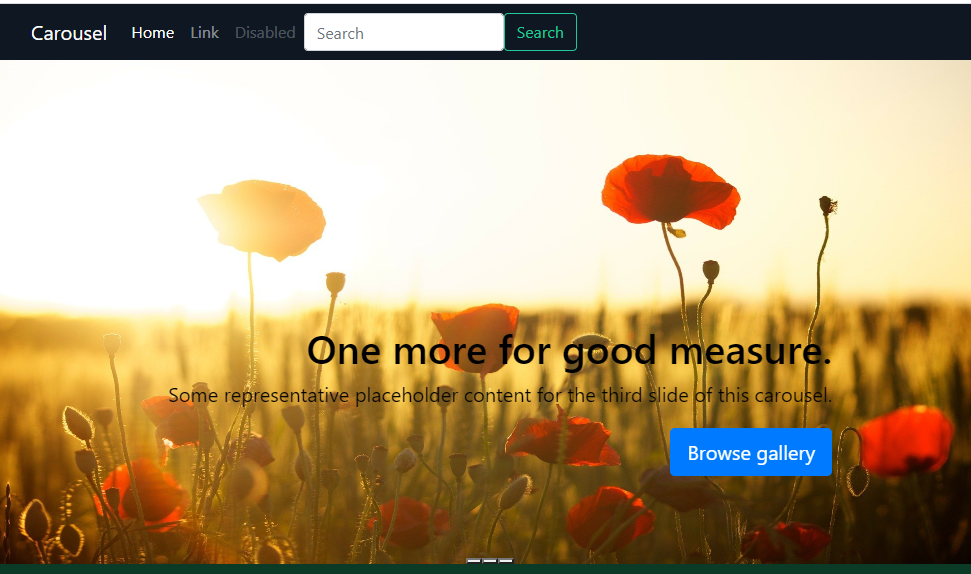 Carousel Home Link Disabled Search Search
One more for good measure.
Some representative placeholder content for the third slide of this carousel.
Browse gallery